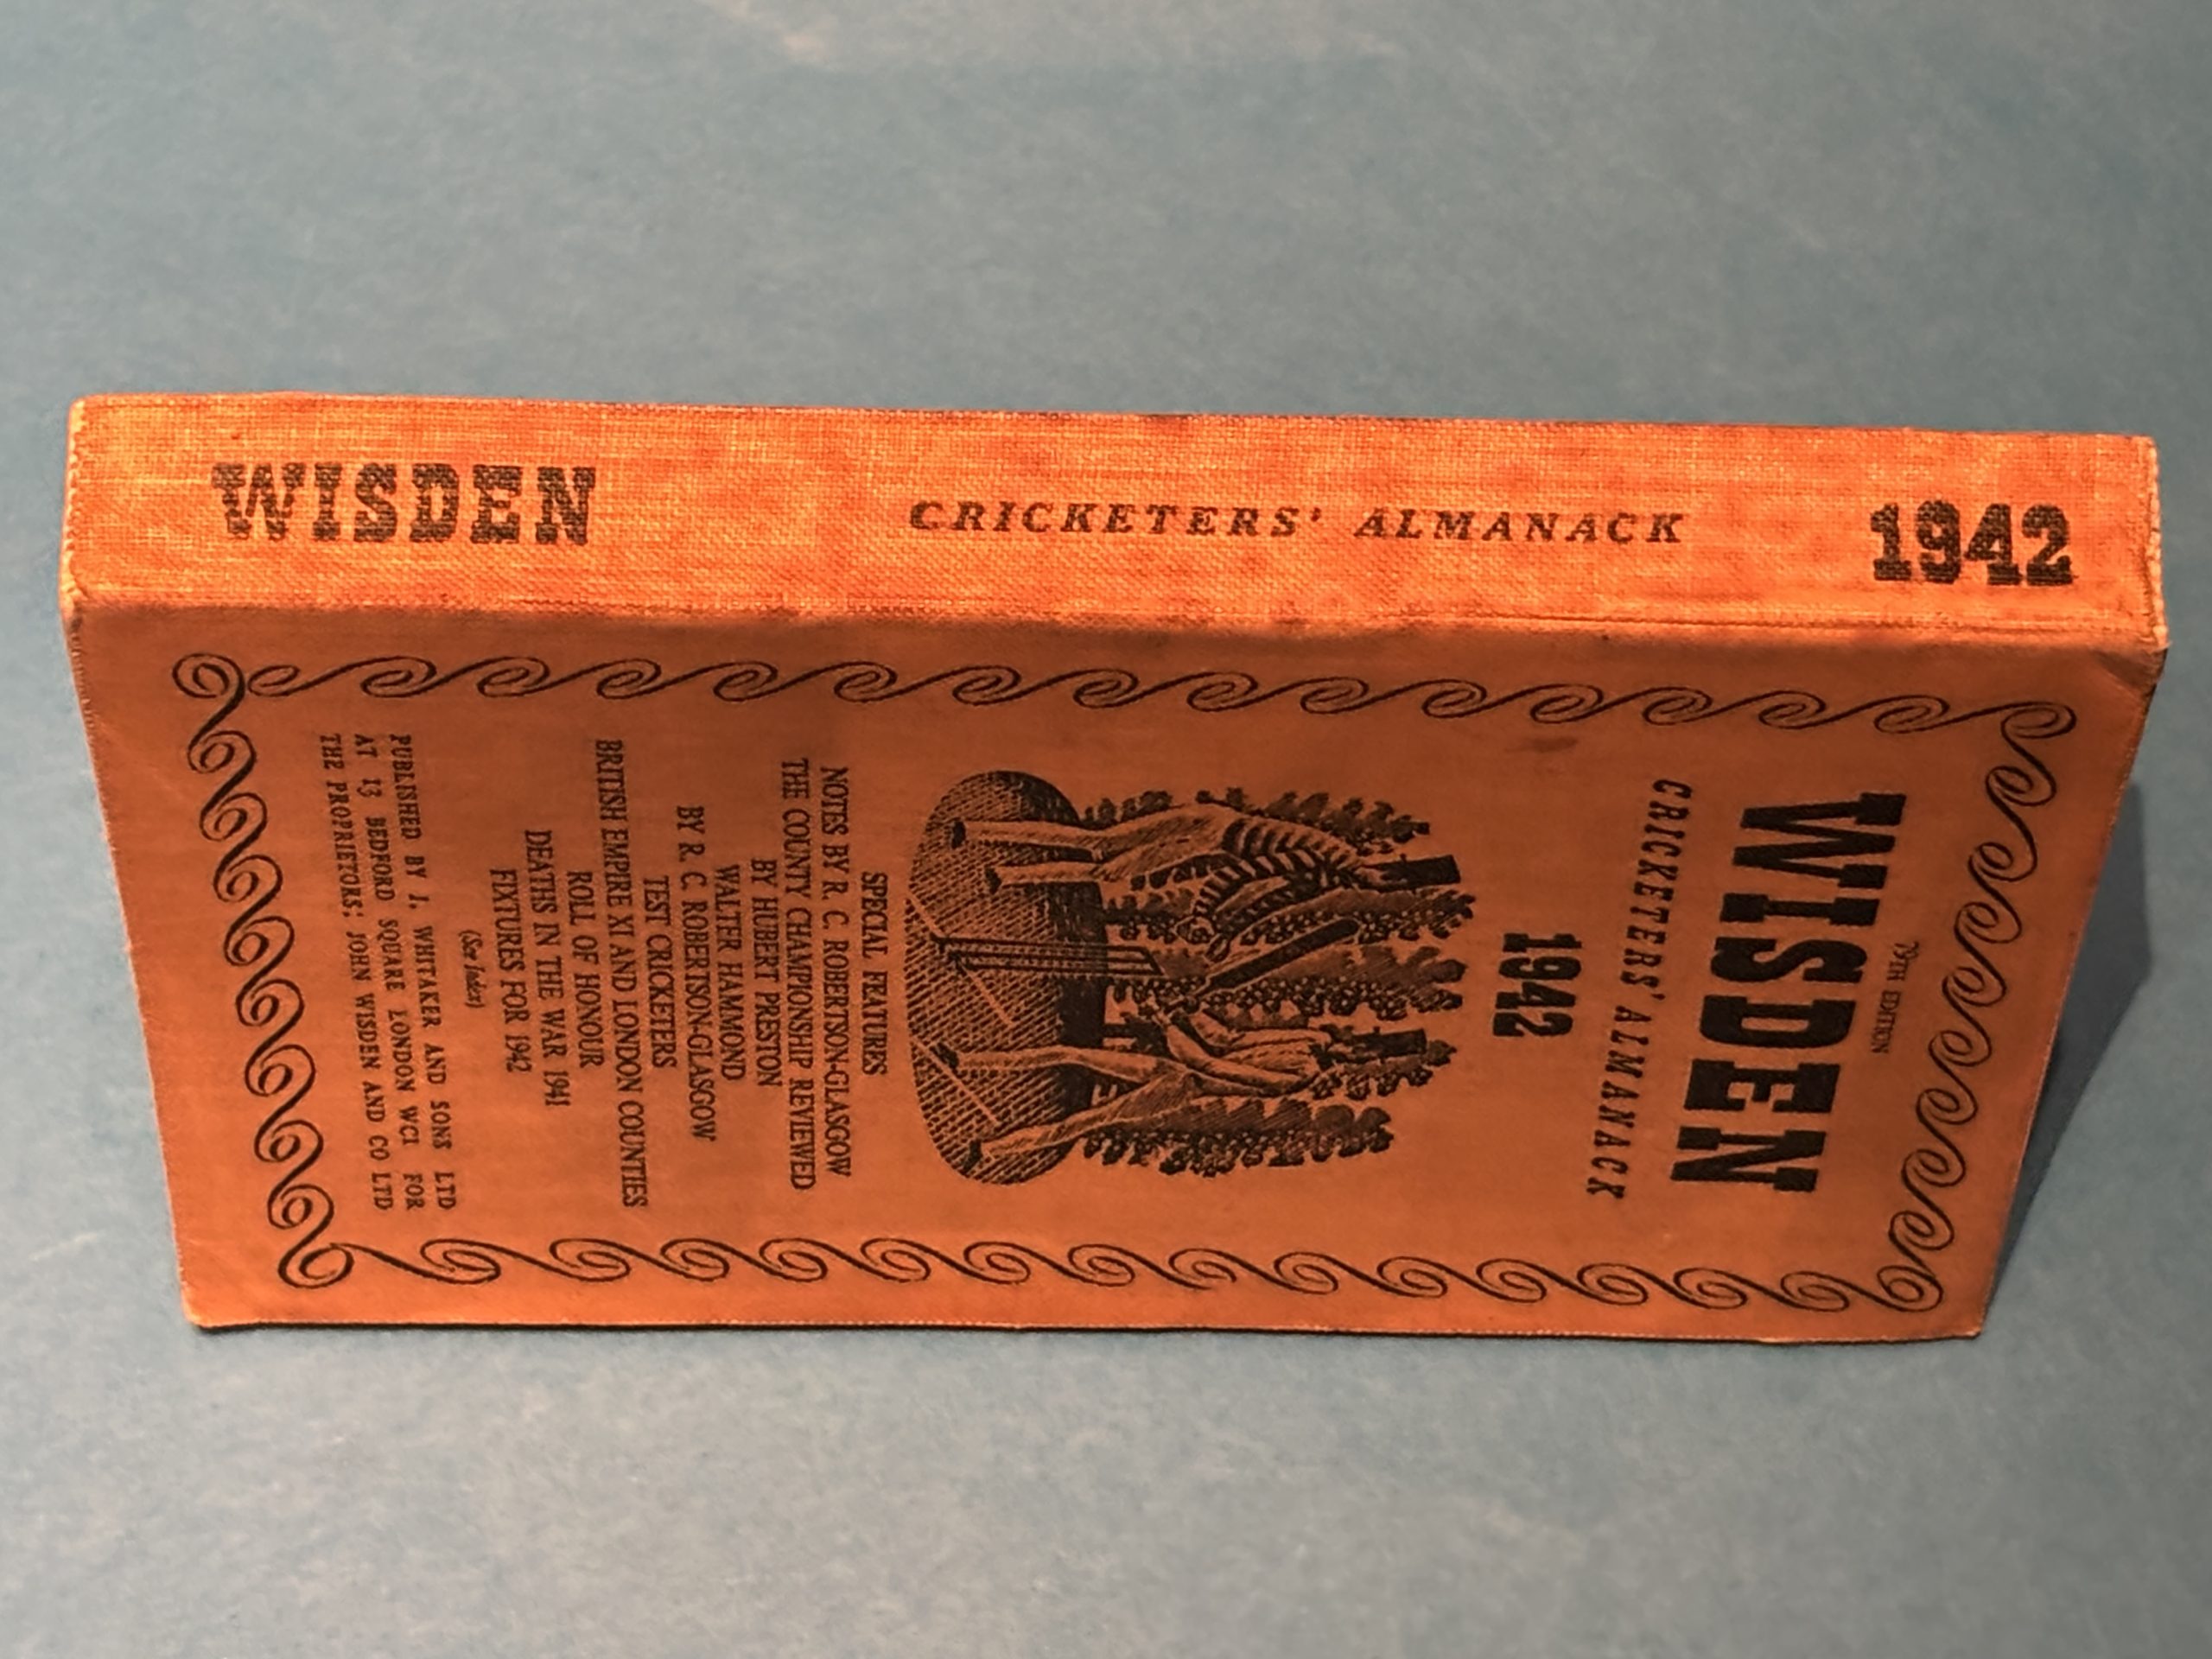 WISDEN
CRICKETERS' ALMANACK
1942
79TH EDITION
WISDEN
CRICKETERS' ALMANACK
1942
SPECIAL FEATURES
NOTES BY R. C. ROBERTSON-GLASGOW
THE COUNTY CHAMPIONSHIP REVIEWED
BY HUBERT PRESTON
WALTER HAMMOND
BY R. C. ROBERTSON-GLASGOW
TEST CRICKETERS
BRITISH EMPIRE XI AND LONDON COUNTIES
ROLL OF HONOUR
DEATHS IN THE WAR 1941
FIXTURES FOR 1942
(See Index)
PUBLISHED BY J. WHITAKER AND SONS LTD
AT 13 BEDFORD SQUARE LONDON WC1 FOR
THE PROPRIETORS: JOHN WISDEN AND CO LTD